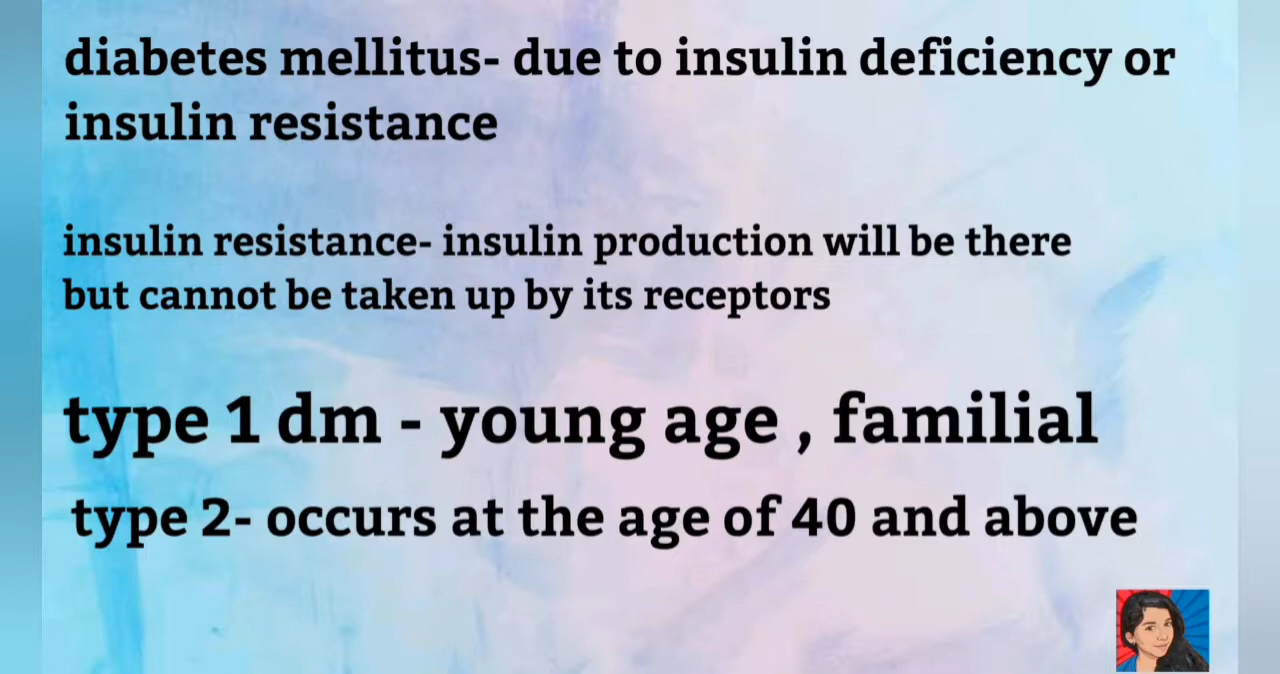 diabetes mellitus- due to insulin deficiency or
insulin resistance
insulin resistance- insulin production will be there
but cannot be taken up by its receptors
type 1 dm - young age , familial
type 2- occurs at the age of 40 and above